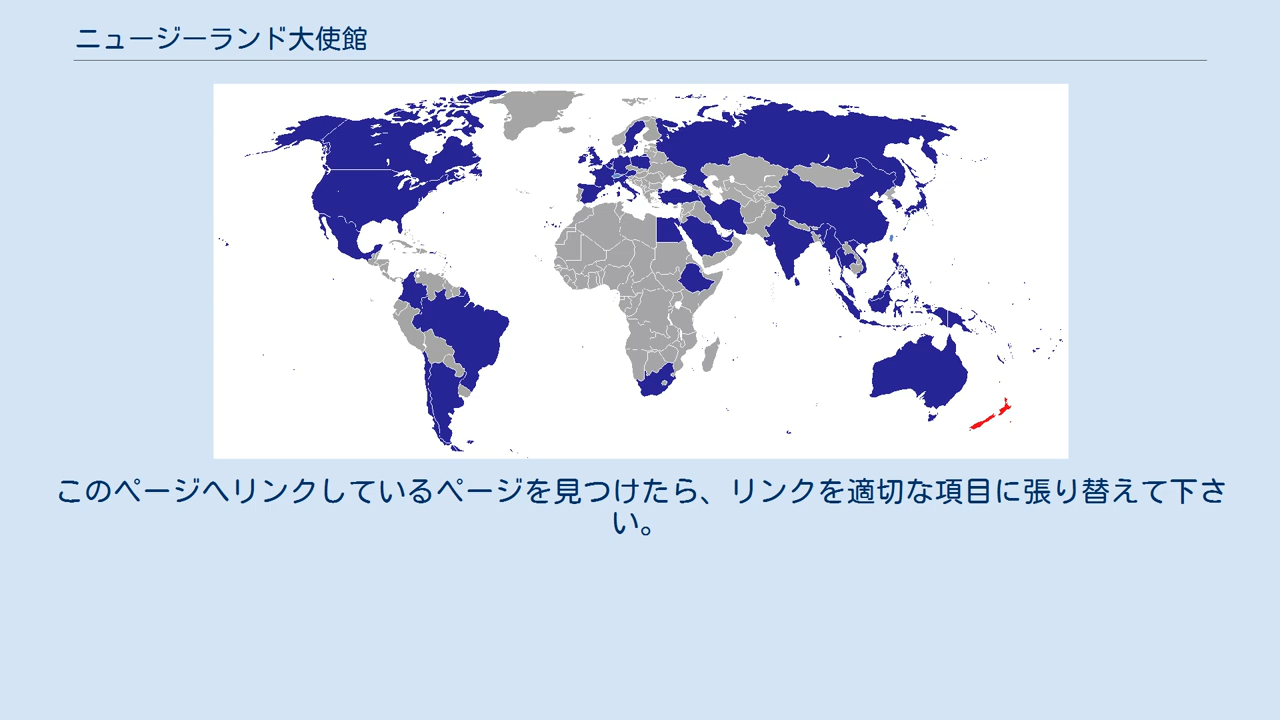 ニュージーランド大使館
このページへリンクしているページを見つけたら、リンクを適切な項目に張り替えて下さ
い。